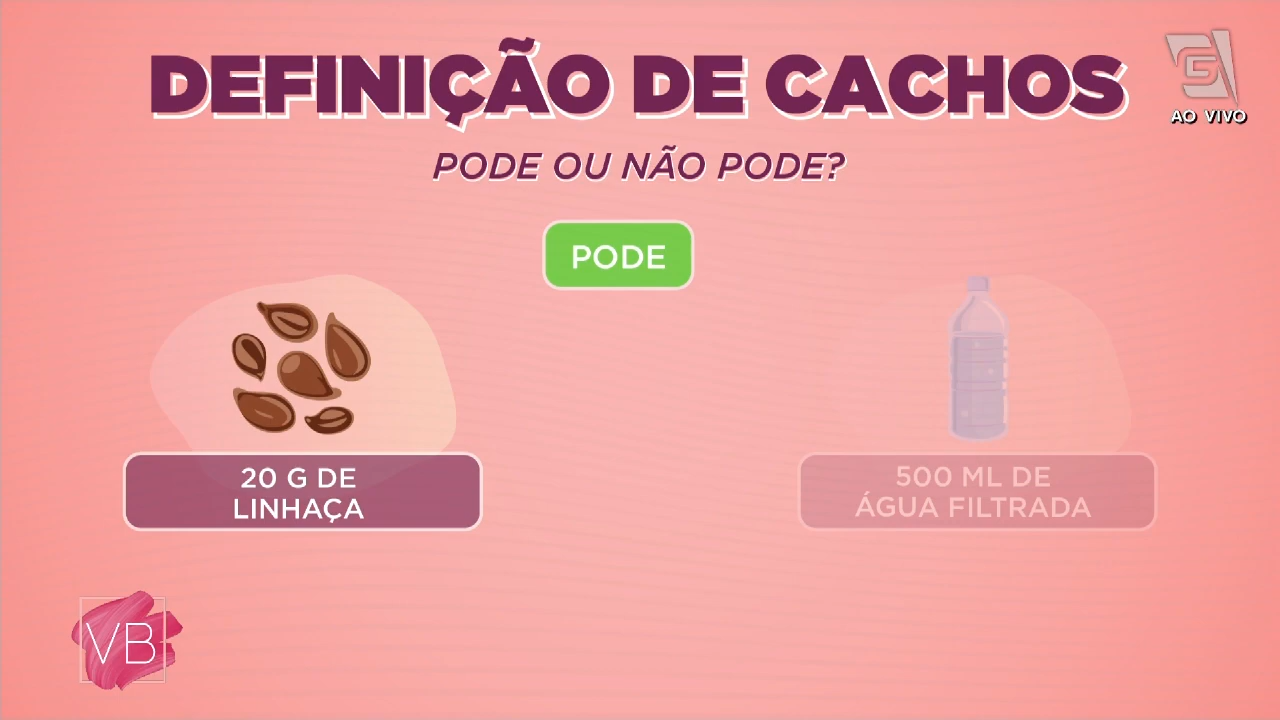 DEFINIÇÃO DE CACHOS
G
AO VIVO
PODE OU NÃO PODE?
PODE
20 G DE
LINHAÇA
500 ML DE
ÁGUA FILTRADA
VB